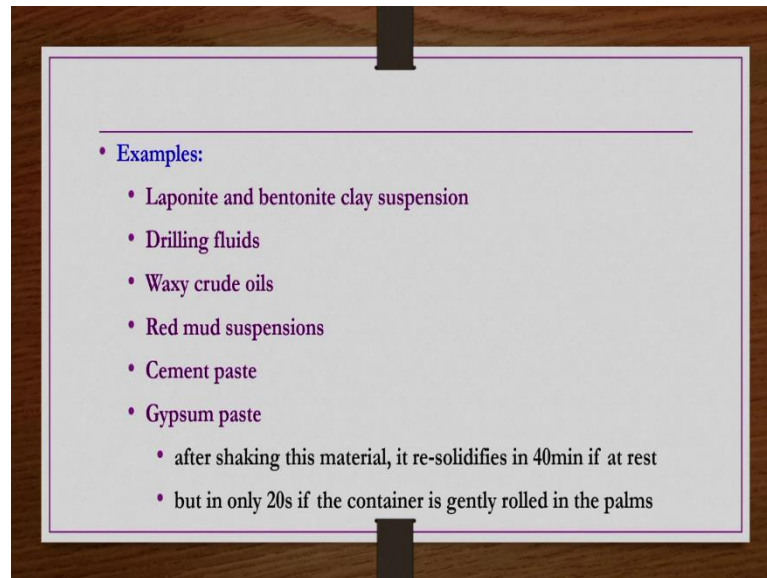 • Examples:
• Laponite and bentonite clay suspension
• Drilling fluids
• Waxy crude oils
• Red mud suspensions
• Cement paste
• Gypsum paste
• after shaking this material, it re-solidifies in 40min if at rest
• but in only 20s if the container is gently rolled in the palms